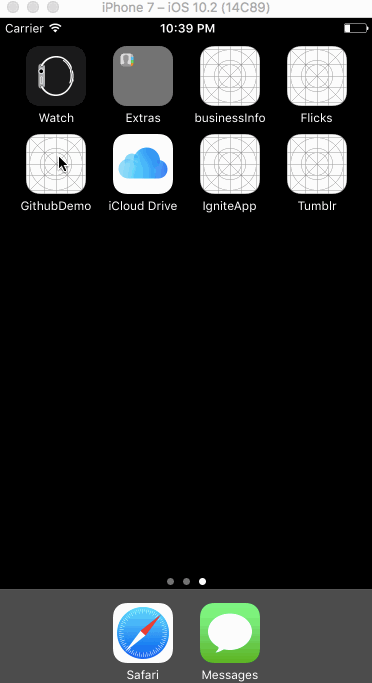 iPhone 7 – iOS 10.2 (14C89)
Carrier 10:39 PM
Watch Extras businessInfo Flicks
GithubDemo iCloud Drive IgniteApp Tumblr
Safari Messages